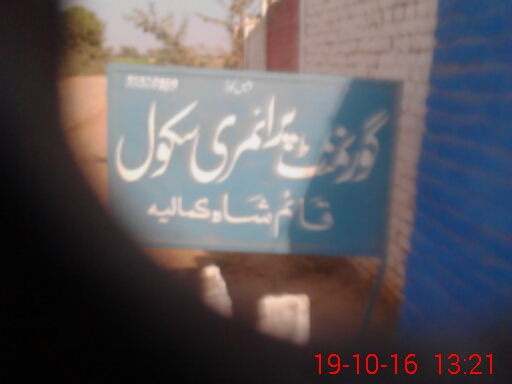 گورنمنٹ پرائمری سکول
قائم شاہ کمالیہ
19-10-16 13:21